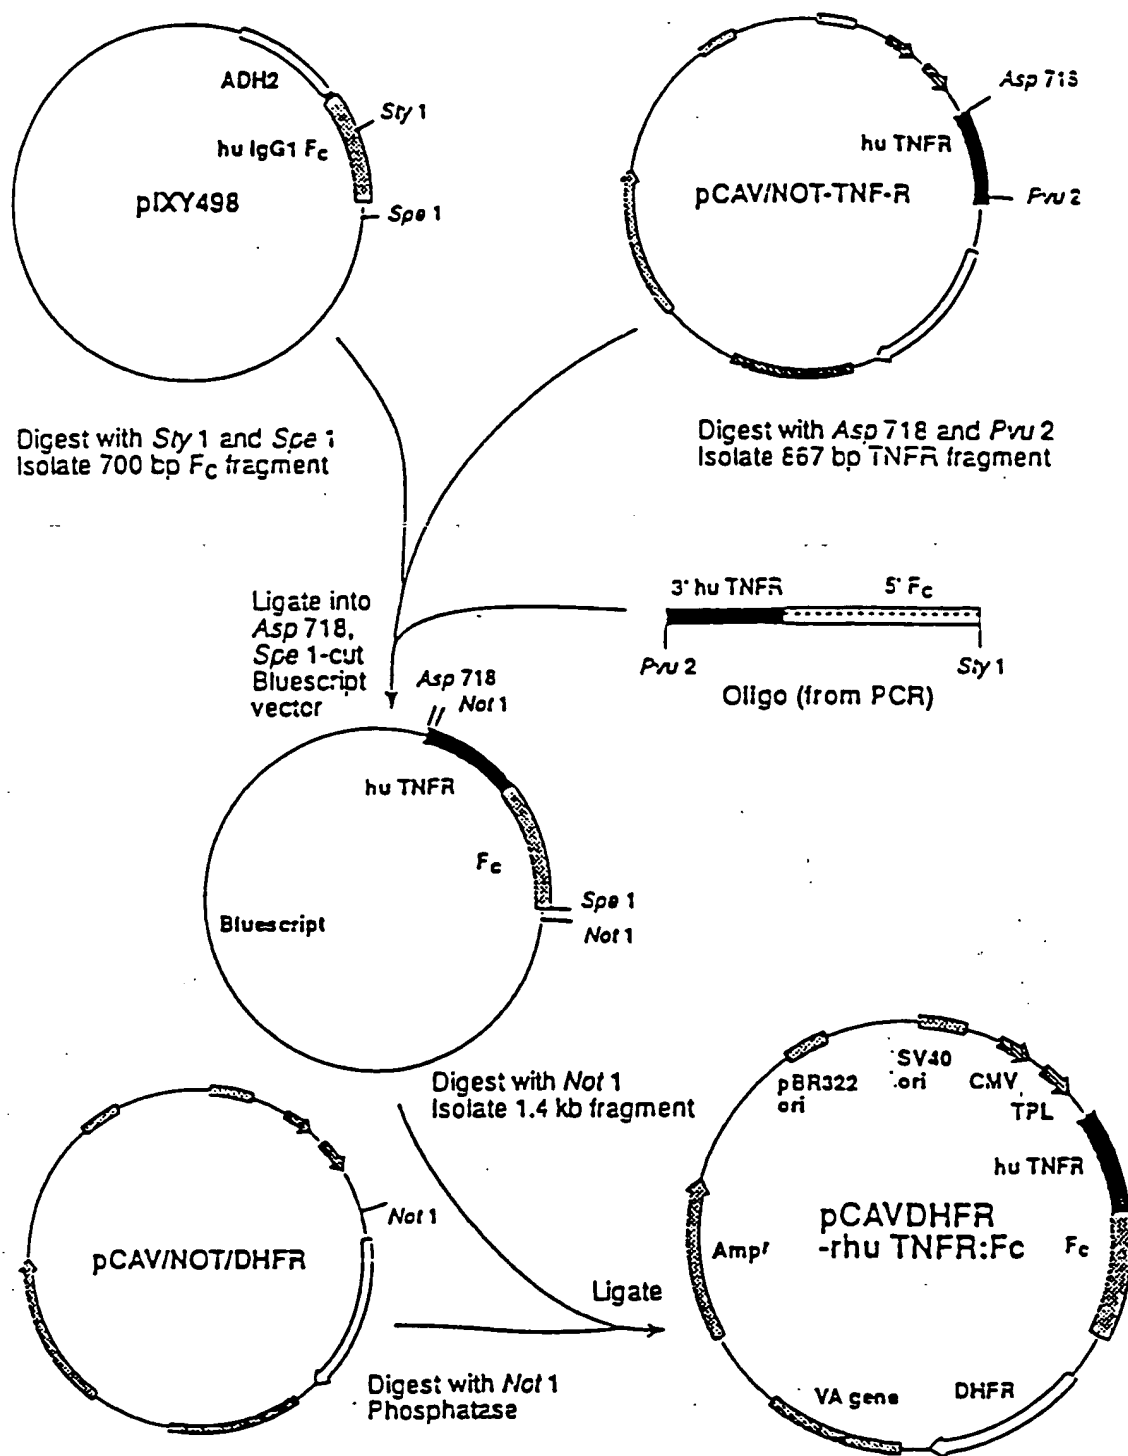 ADH2
Sty 1
hu IgG1 Fc
pIXY498
Spe 1
Asp 718
hu TNFR
pCAV/NOT-TNF-R
Pvu 2
Digest with Sty 1 and Spe 1
Isolate 700 bp Fc fragment
Digest with Asp 718 and Pvu 2
Isolate 867 bp TNFR fragment
3' hu TNFR
5' Fc
Pvu 2
Sty 1
Oligo (from PCR)
Ligate into
Asp 718,
Spe 1-cut
Bluescript
vector
Asp 718
Not 1
hu TNFR
Fc
Bluescript
Spe 1
Not 1
Digest with Not 1
Isolate 1.4 kb fragment
Not 1
pCAV/NOT/DHFR
Digest with Not 1
Phosphatase
Ligate
pBR322
ori
SV40
ori
CMV
TPL
hu TNFR
pCAVDHFR
-rhu TNFR:Fc
Fc
Ampr
VA gene
DHFR